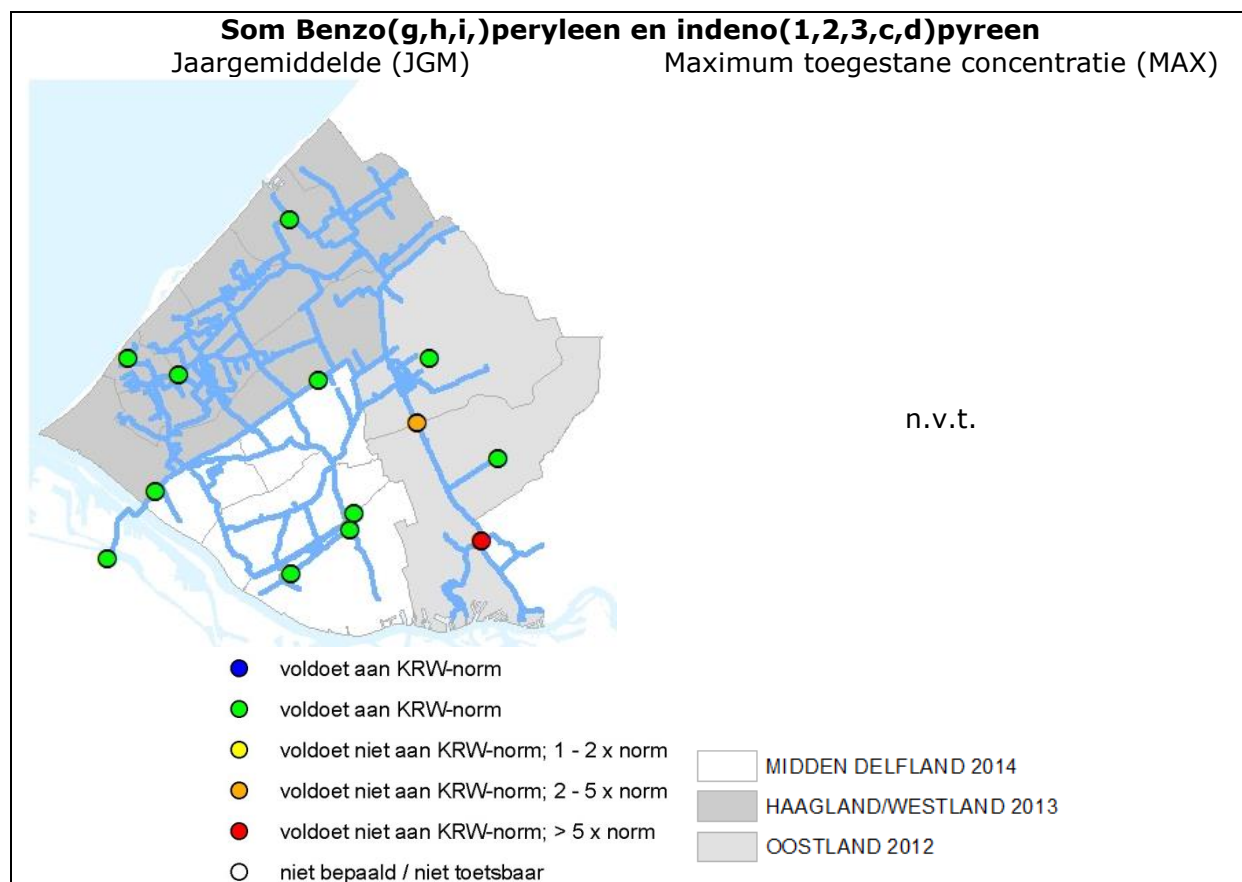 Som Benzo(g,h,i,)peryleen en indeno(1,2,3,c,d)pyreen
Jaargemiddelde (JGM)
Maximum toegestane concentratie (MAX)
n.v.t.
voldoet aan KRW-norm
voldoet aan KRW-norm
voldoet niet aan KRW-norm; 1 - 2 x norm
voldoet niet aan KRW-norm; 2 - 5 x norm
voldoet niet aan KRW-norm; > 5 x norm
niet bepaald / niet toetsbaar
MIDDEN DELFLAND 2014
HAAGLAND/WESTLAND 2013
OOSTLAND 2012